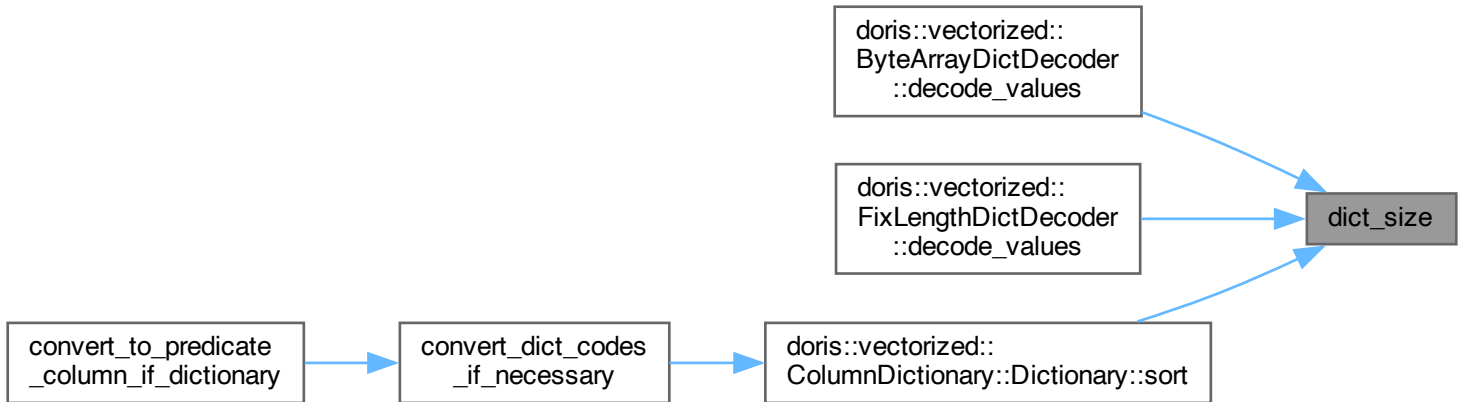 doris::vectorized::
ByteArrayDictDecoder
::decode_values
doris::vectorized::
FixLengthDictDecoder
::decode_values
dict_size
convert_to_predicate
_column_if_dictionary
convert_dict_codes
_if_necessary
doris::vectorized::
ColumnDictionary::Dictionary::sort